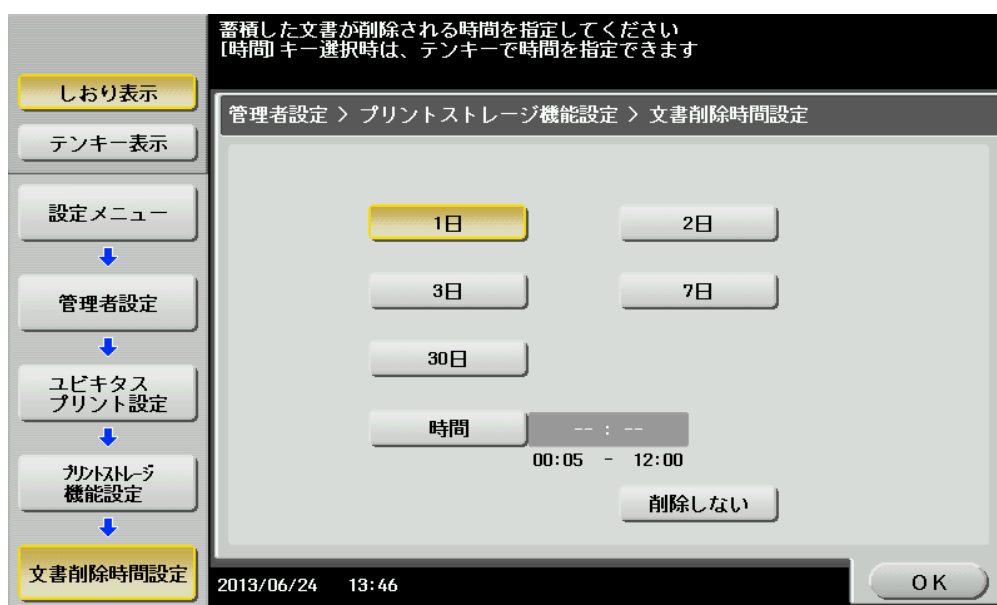 蓄積した文書が削除される時間を指定してください
[時間] キー選択時は、テンキーで時間を指定できます
しおり表示
テンキー表示
管理者設定 > プリントストレージ機能設定 > 文書削除時間設定
設定メニュー
管理者設定
ユビキタス
プリント設定
プリントストレージ
機能設定
文書削除時間設定
1日
2日
3日
7日
30日
時間
-- : --
00:05 - 12:00
削除しない
2013/06/24 13:46
OK